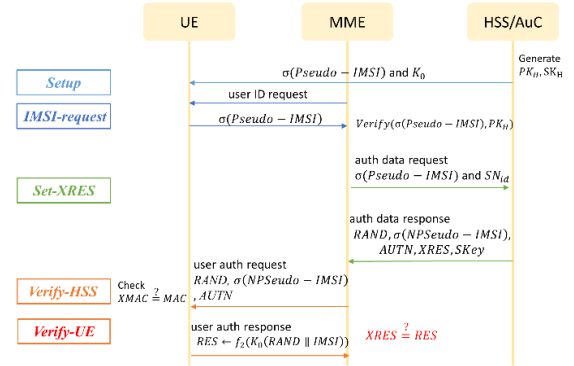 UE
MME
HSS/AuC
Generate
PK_H, SK_H
Setup
σ(Pseudo − IMSI) and K_0
user ID request
IMSI-request
σ(Pseudo − IMSI)
Verify(σ(Pseudo − IMSI), PK_H)
auth data request
σ(Pseudo − IMSI) and SN_id
Set-XRES
auth data response
RAND, σ(NPSeudo − IMSI),
AUTN, XRES, SKey
user auth request
RAND, σ(NPSeudo − IMSI)
, AUTN
Verify-HSS
Check
XMAC ?= MAC
Verify-UE
user auth response
RES ← f_2(K_0(RAND ∥ IMSI))
XRES ?= RES